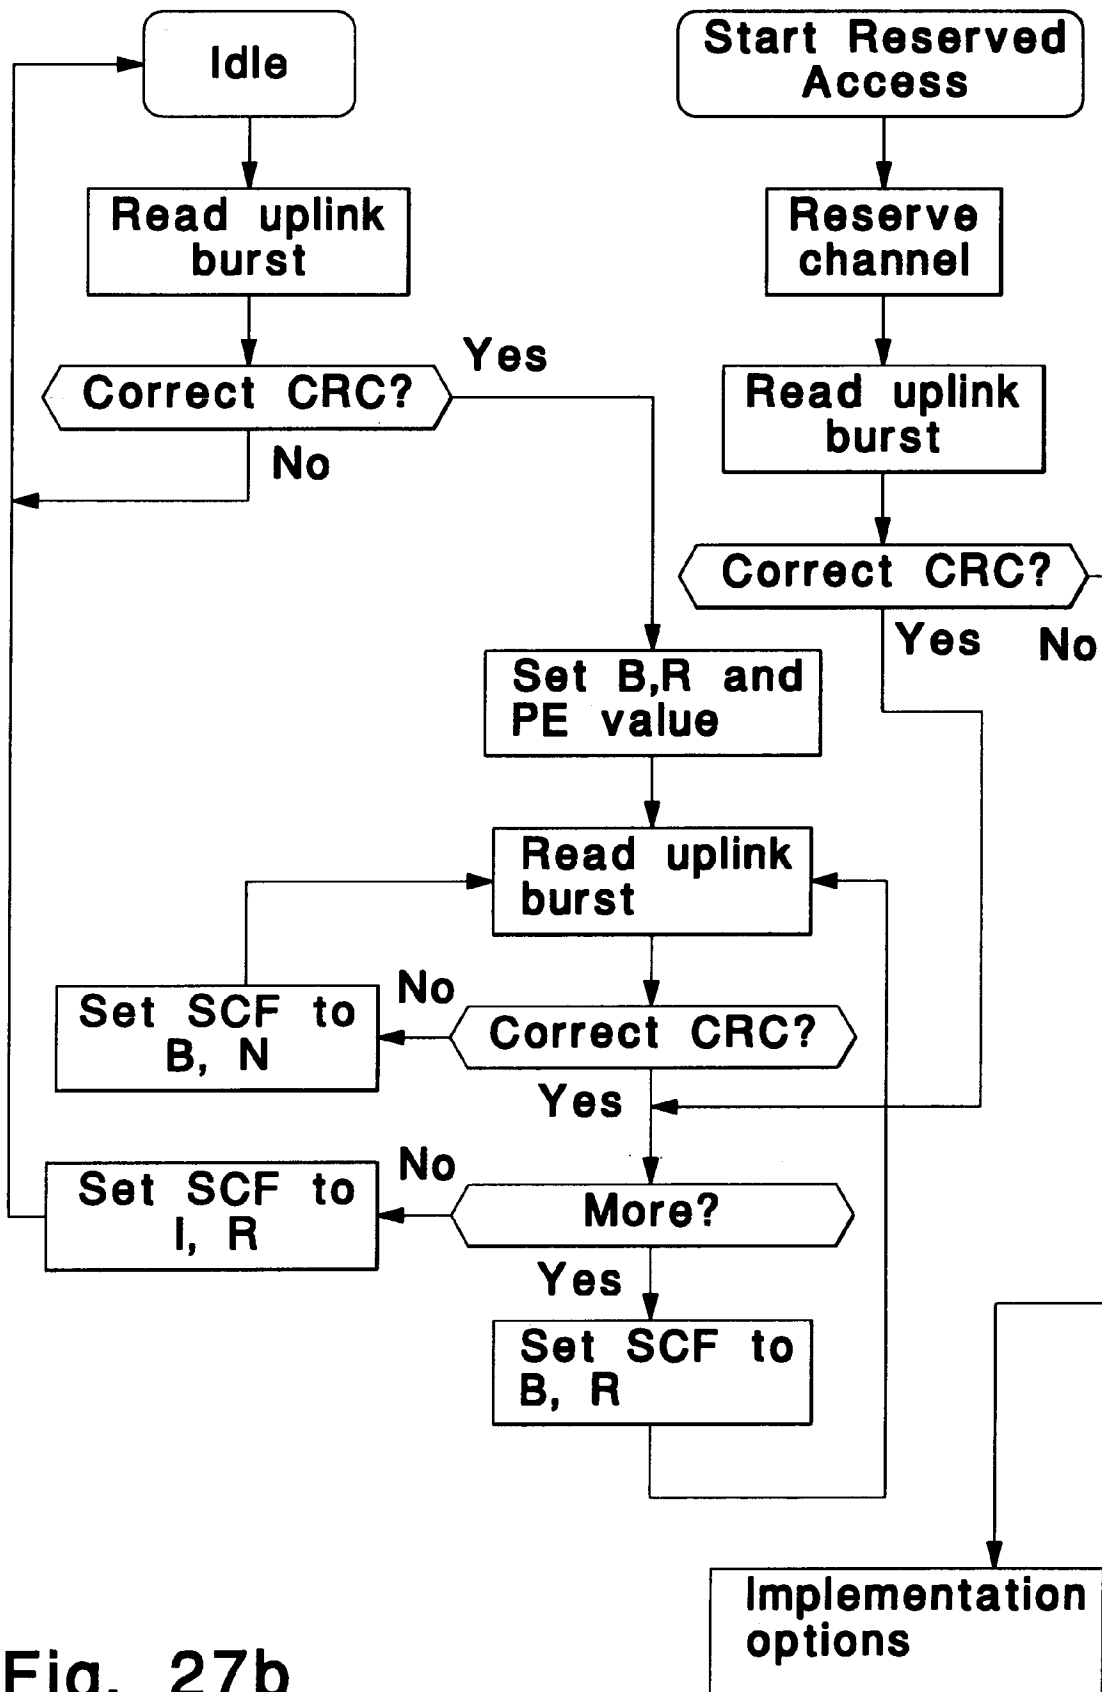 Idle
Start Reserved
Access
Read uplink
burst
Reserve
channel
Correct CRC?
Yes
No
Read uplink
burst
Correct CRC?
Yes
No
Set B,R and
PE value
Read uplink
burst
No
Set SCF to
B, N
Correct CRC?
Yes
No
Set SCF to
I, R
More?
Yes
Set SCF to
B, R
Implementation
options
Fig. 27b